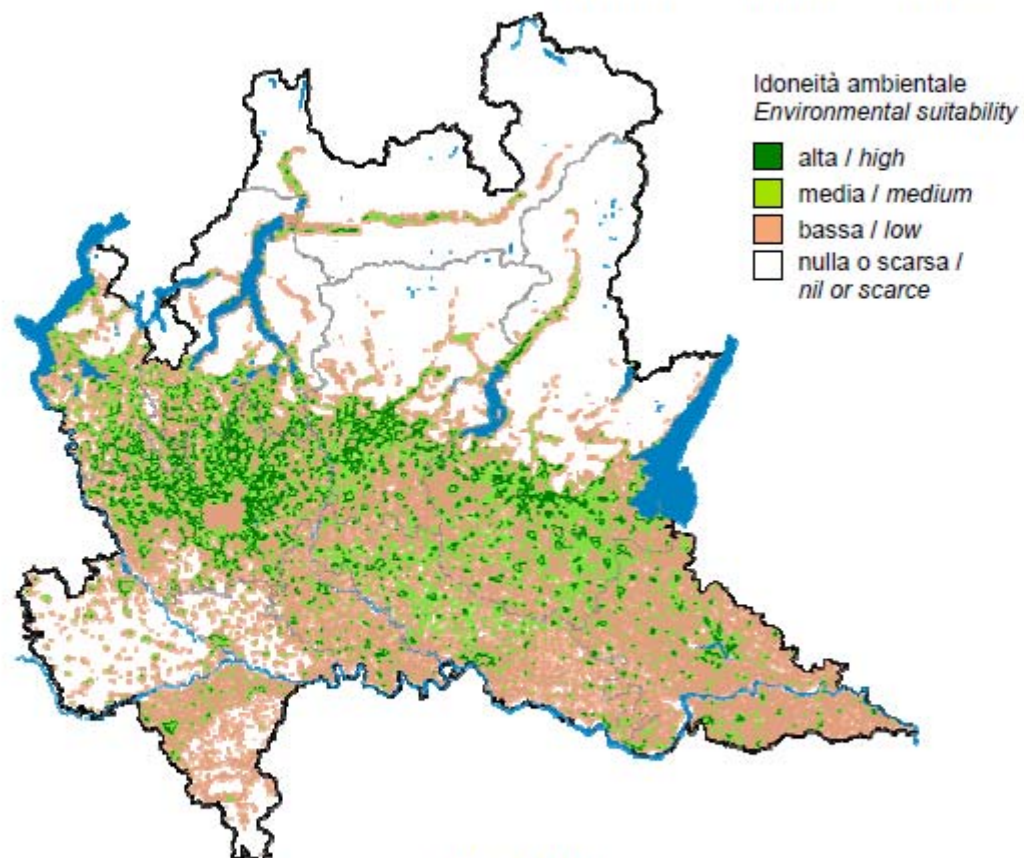 Idoneità ambientale
Environmental suitability
alta / high
media / medium
bassa / low
nulla o scarsa /
nil or scarce